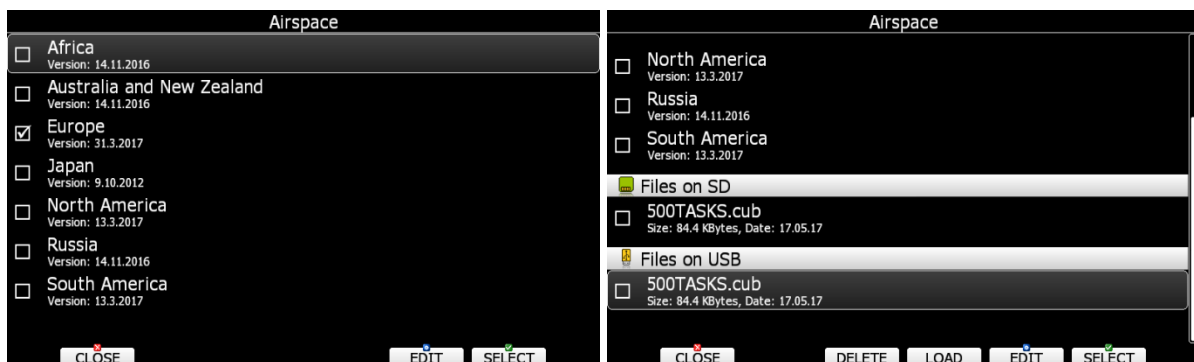 Airspace
Africa
Version: 14.11.2016
Australia and New Zealand
Version: 14.11.2016
Europe
Version: 31.3.2017
Japan
Version: 9.10.2012
North America
Version: 13.3.2017
Russia
Version: 14.11.2016
South America
Version: 13.3.2017
CLOSE EDIT SELECT
Airspace
North America
Version: 13.3.2017
Russia
Version: 14.11.2016
South America
Version: 13.3.2017
Files on SD
500TASKS.cub
Size: 84.4 KBytes, Date: 17.05.17
Files on USB
500TASKS.cub
Size: 84.4 KBytes, Date: 17.05.17
CLOSE DELETE LOAD EDIT SELECT